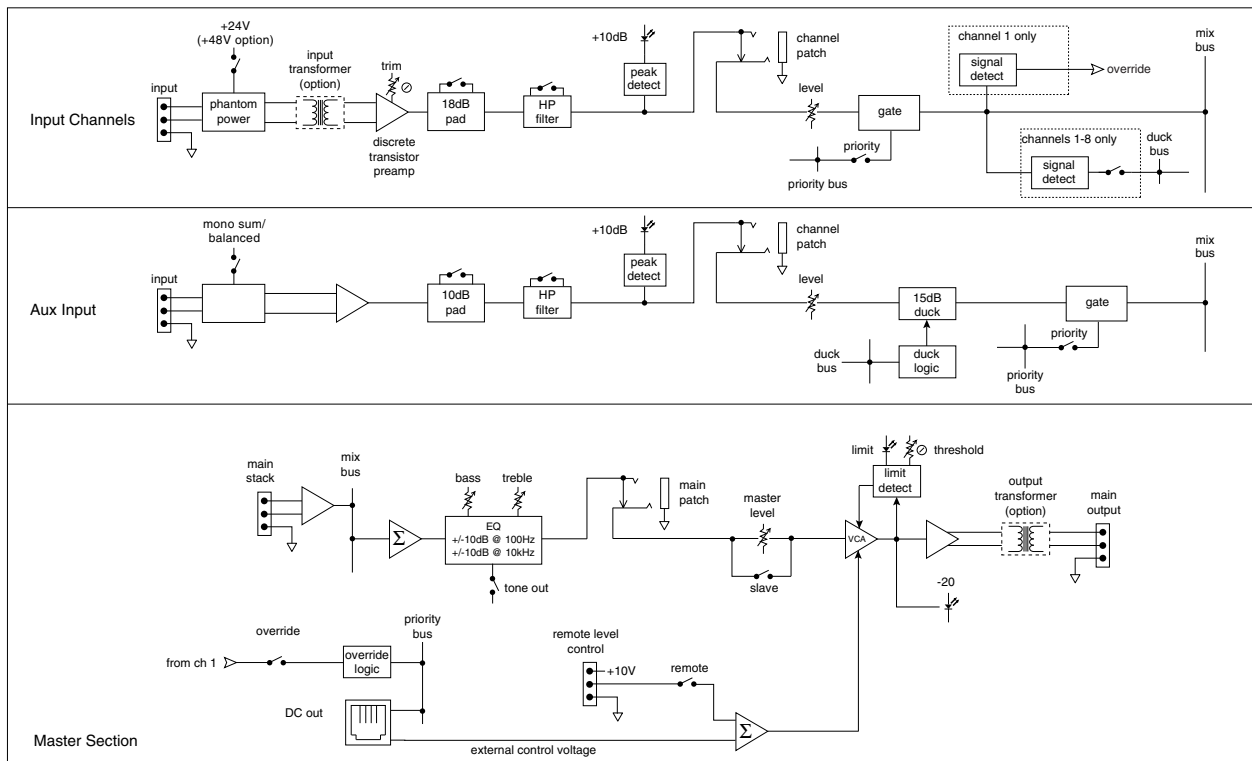 Input Channels
+24V
(+48V option)
input
transformer
(option)
input
phantom
power
trim
discrete
transistor
preamp
18dB
pad
HP
filter
+10dB
peak
detect
channel
patch
level
gate
priority
priority bus
channel 1 only
signal
detect
override
channels 1-8 only
signal
detect
duck
bus
mix
bus
Aux Input
mono sum/
balanced
input
10dB
pad
HP
filter
+10dB
peak
detect
channel
patch
level
15dB
duck
duck
bus
duck
logic
gate
priority
priority
bus
mix
bus
Master Section
main
stack
mix
bus
Σ
bass
treble
EQ
+/-10dB @ 100Hz
+/-10dB @ 10kHz
tone out
main
patch
master
level
slave
limit
threshold
limit
detect
VCA
-20
output
transformer
(option)
main
output
from ch 1
override
override
logic
priority
bus
DC out
remote level
control
+10V
remote
Σ
external control voltage